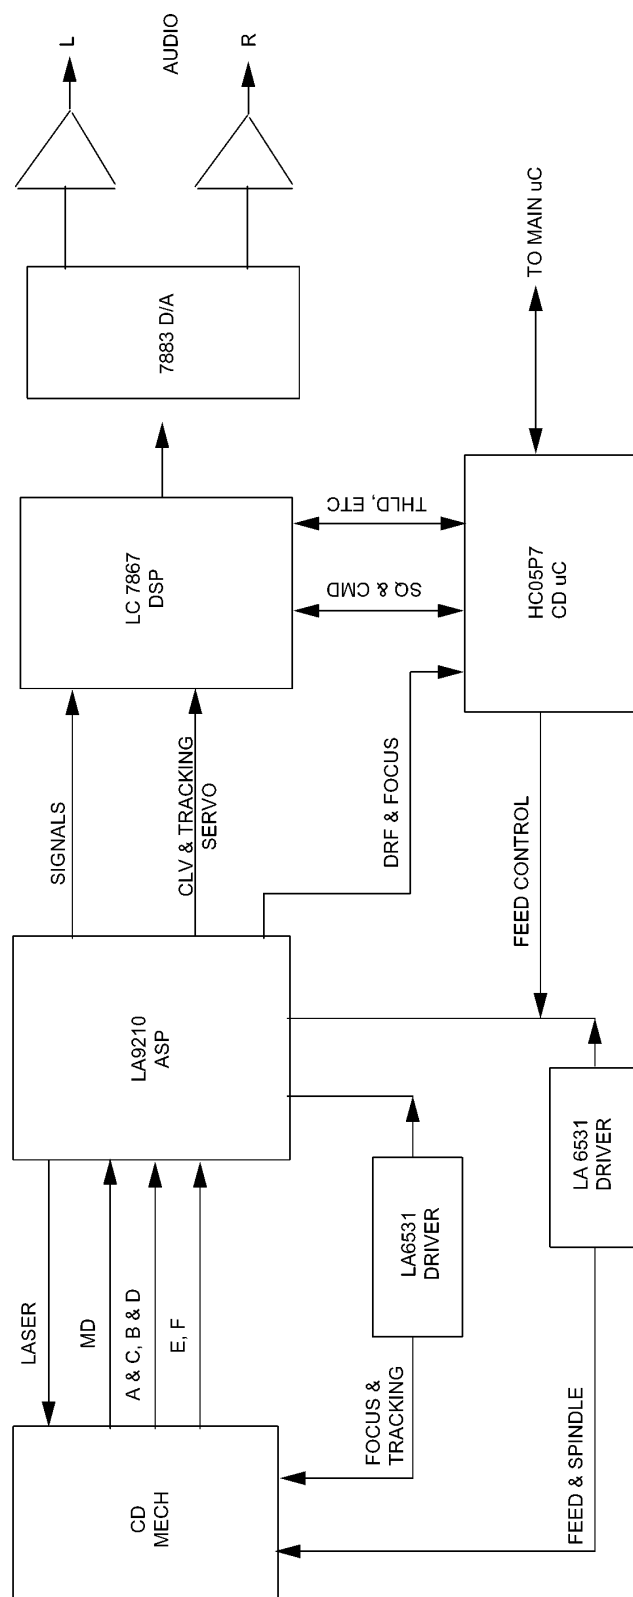 CD
MECH
LASER
MD
A & C, B & D
E, F
FOCUS &
TRACKING
FEED & SPINDLE
LA9210
ASP
LA6531
DRIVER
LA 6531
DRIVER
SIGNALS
CLV & TRACKING
SERVO
DRF & FOCUS
FEED CONTROL
LC 7867
DSP
SQ & CMD
THLD, ETC
HC05P7
CD uC
7883 D/A
TO MAIN uC
L
AUDIO
R